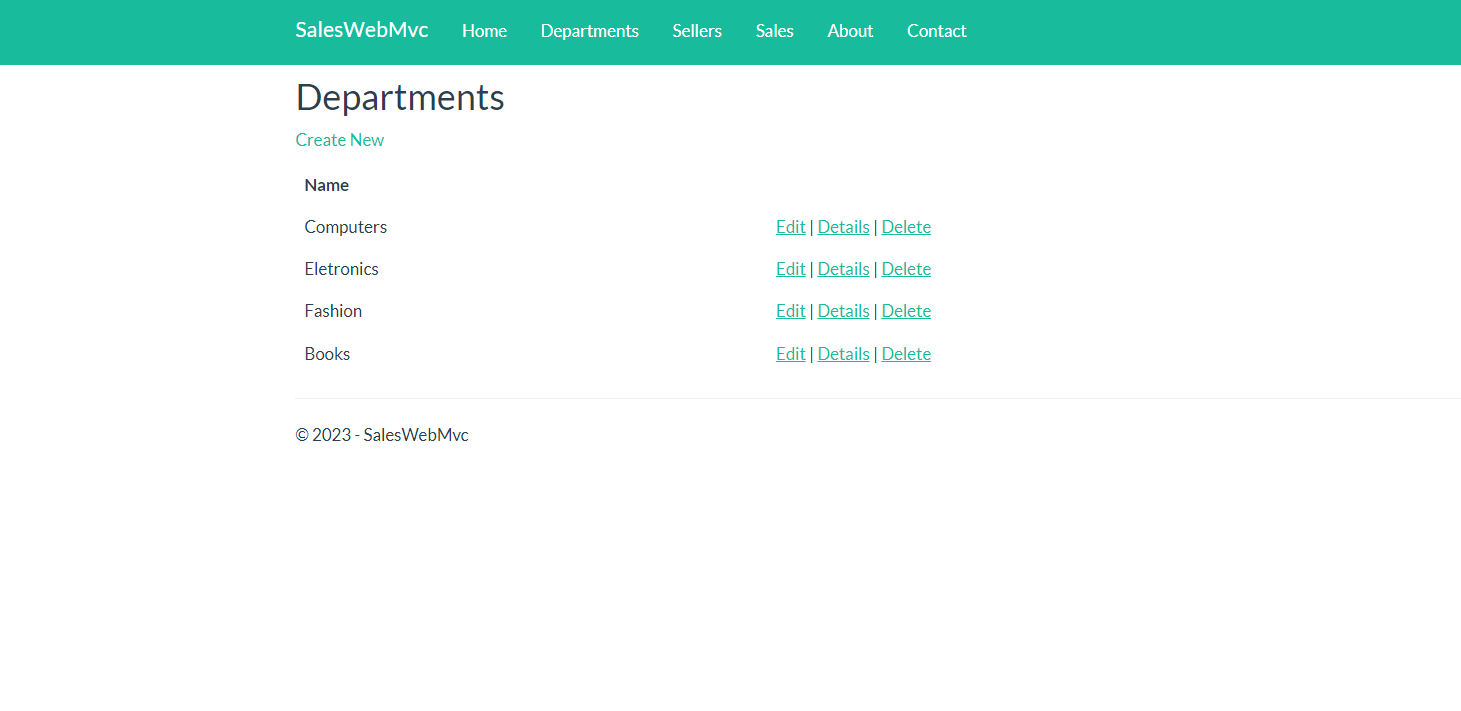 SalesWebMvc Home Departments Sellers Sales About Contact
Departments
Create New
Name
Computers Edit | Details | Delete
Eletronics Edit | Details | Delete
Fashion Edit | Details | Delete
Books Edit | Details | Delete
© 2023 - SalesWebMvc